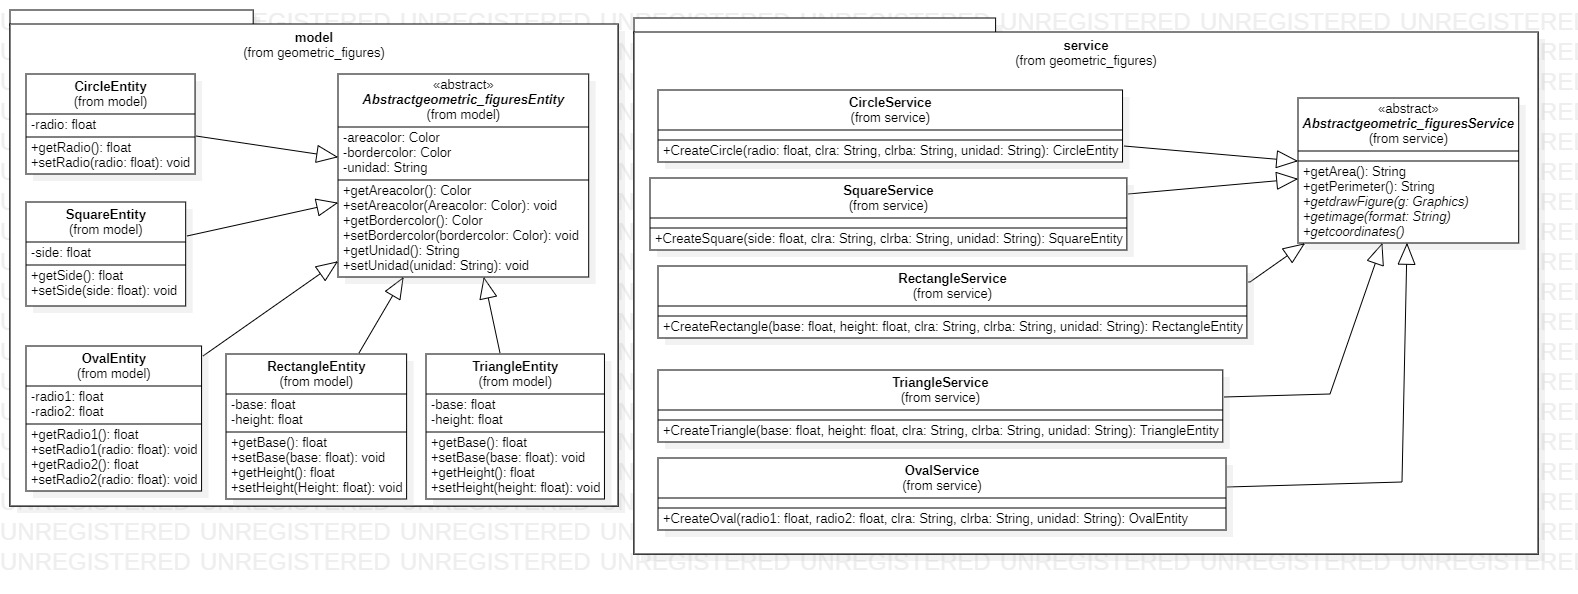 model
(from geometric_figures)
CircleEntity
(from model)
-radio: float
+getRadio(): float
+setRadio(radio: float): void
«abstract»
Abstractgeometric_figuresEntity
(from model)
-areacolor: Color
-bordercolor: Color
-unidad: String
+getAreacolor(): Color
+setAreacolor(Areacolor: Color): void
+getBordercolor(): Color
+setBordercolor(bordercolor: Color): void
+getUnidad(): String
+setUnidad(unidad: String): void
SquareEntity
(from model)
-side: float
+getSide(): float
+setSide(side: float): void
OvalEntity
(from model)
-radio1: float
-radio2: float
+getRadio1(): float
+setRadio1(radio: float): void
+getRadio2(): float
+setRadio2(radio: float): void
RectangleEntity
(from model)
-base: float
-height: float
+getBase(): float
+setBase(base: float): void
+getHeight(): float
+setHeight(Height: float): void
TriangleEntity
(from model)
-base: float
-height: float
+getBase(): float
+setBase(base: float): void
+getHeight(): float
+setHeight(height: float): void
service
(from geometric_figures)
CircleService
(from service)
+CreateCircle(radio: float, clra: String, clrba: String, unidad: String): CircleEntity
«abstract»
Abstractgeometric_figuresService
(from service)
+getArea(): String
+getPerimeter(): String
+getdrawFigure(g: Graphics)
+getimage(format: String)
+getcoordinates()
SquareService
(from service)
+CreateSquare(side: float, clra: String, clrba: String, unidad: String): SquareEntity
RectangleService
(from service)
+CreateRectangle(base: float, height: float, clra: String, clrba: String, unidad: String): RectangleEntity
TriangleService
(from service)
+CreateTriangle(base: float, height: float, clra: String, clrba: String, unidad: String): TriangleEntity
OvalService
(from service)
+CreateOval(radio1: float, radio2: float, clra: String, clrba: String, unidad: String): OvalEntity
UNREGISTERED UNREGISTERED UNREGISTERED UNREGISTERED UNREGISTERED UNREGISTERED UNREGISTERED